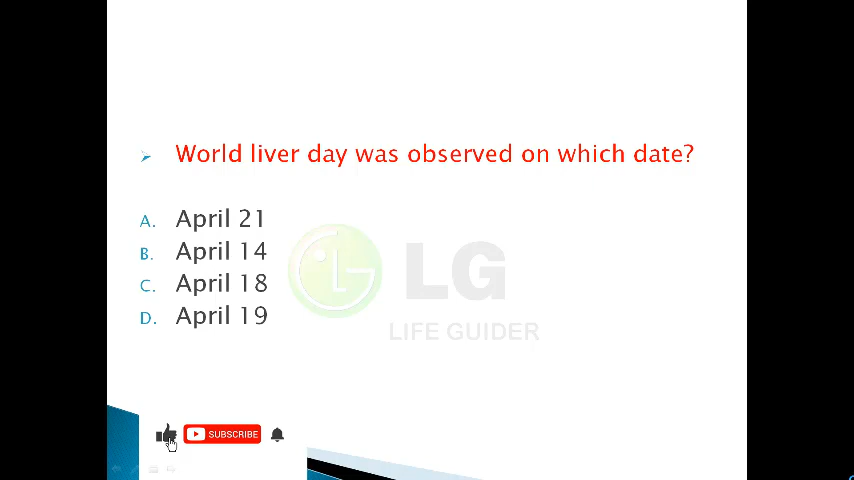 World liver day was observed on which date?
A. April 21
B. April 14
C. April 18
D. April 19
LG
LIFE GUIDER
SUBSCRIBE